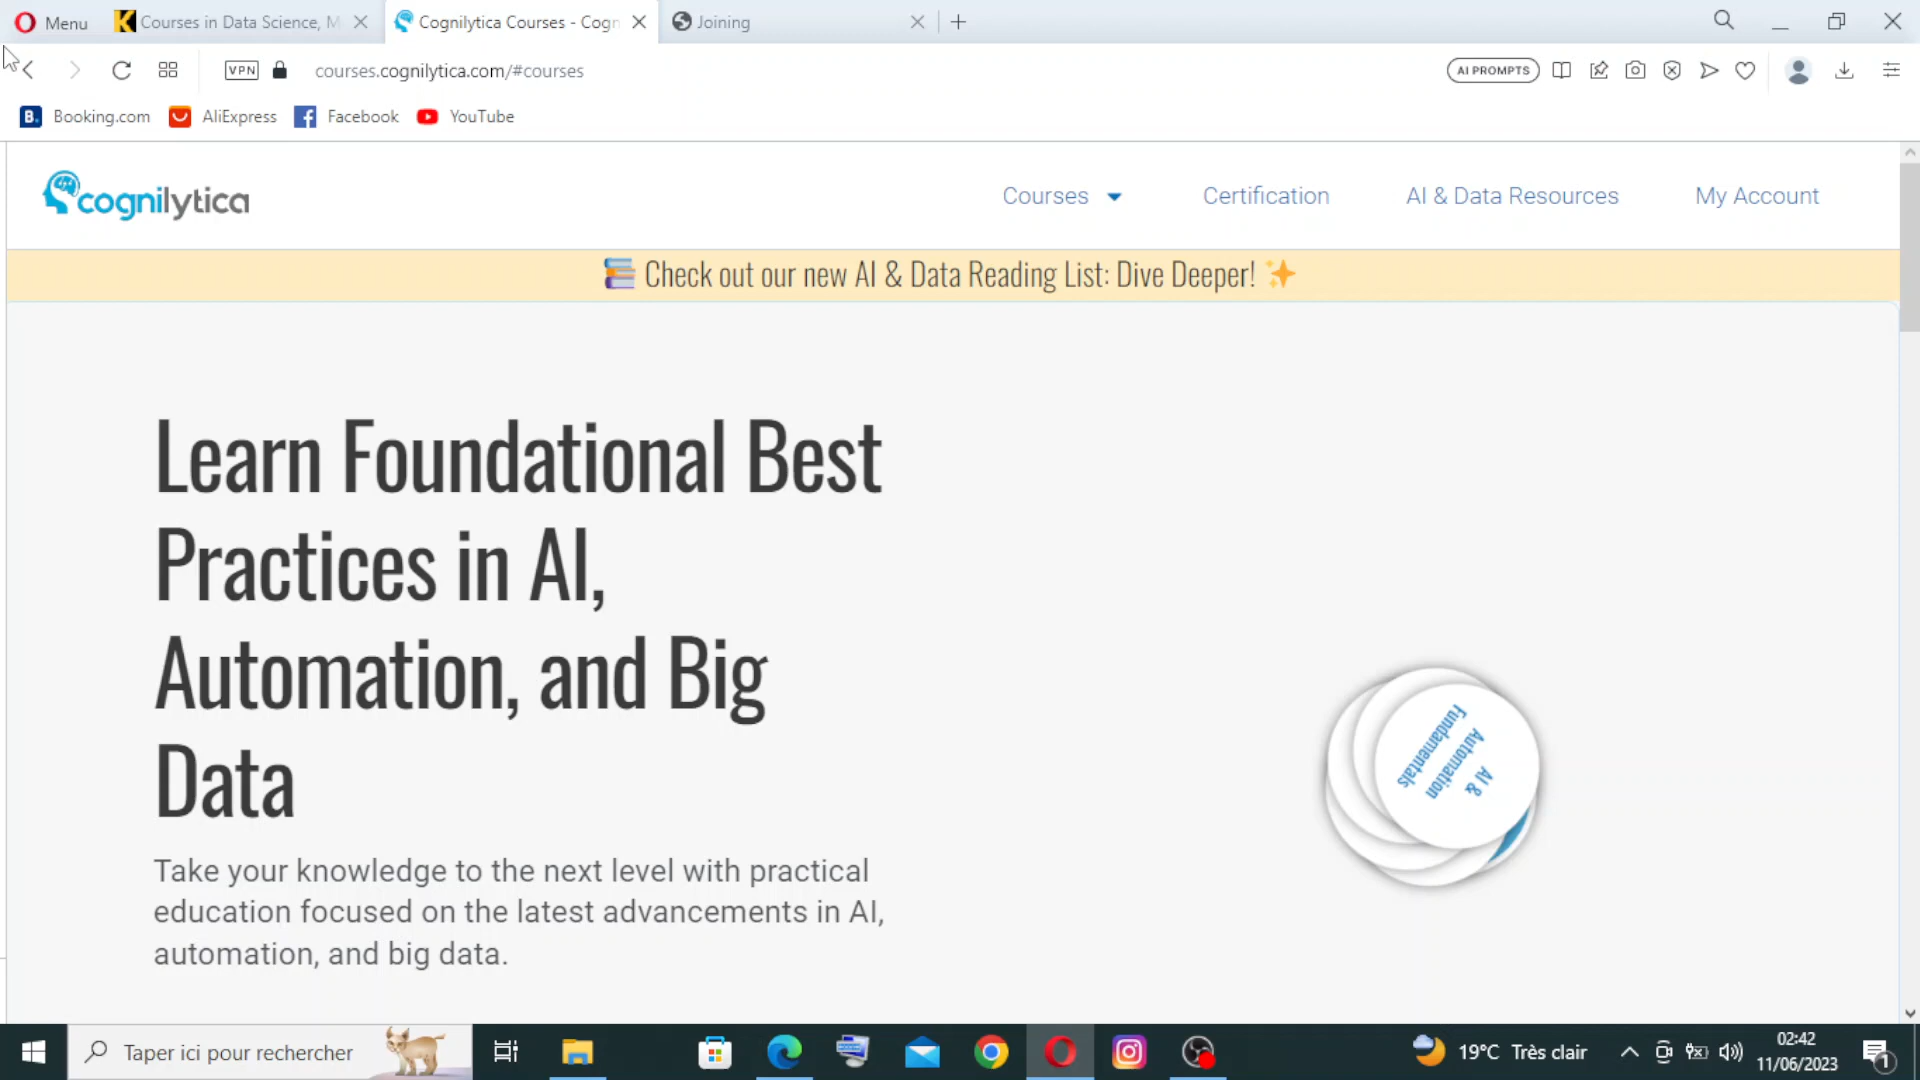 Menu
Courses in Data Science, M
Cognilytica Courses - Cogn
Joining
VPN
courses.cognilytica.com/#courses
AI PROMPTS
B. Booking.com
AliExpress
Facebook
YouTube
cognilytica
Courses
Certification
AI & Data Resources
My Account
Check out our new AI & Data Reading List: Dive Deeper!
Learn Foundational Best
Practices in AI,
Automation, and Big
Data
Take your knowledge to the next level with practical
education focused on the latest advancements in AI,
automation, and big data.
AI &
Automation
Fundamentals
Taper ici pour rechercher
19°C Très clair
02:42
11/06/2023
1